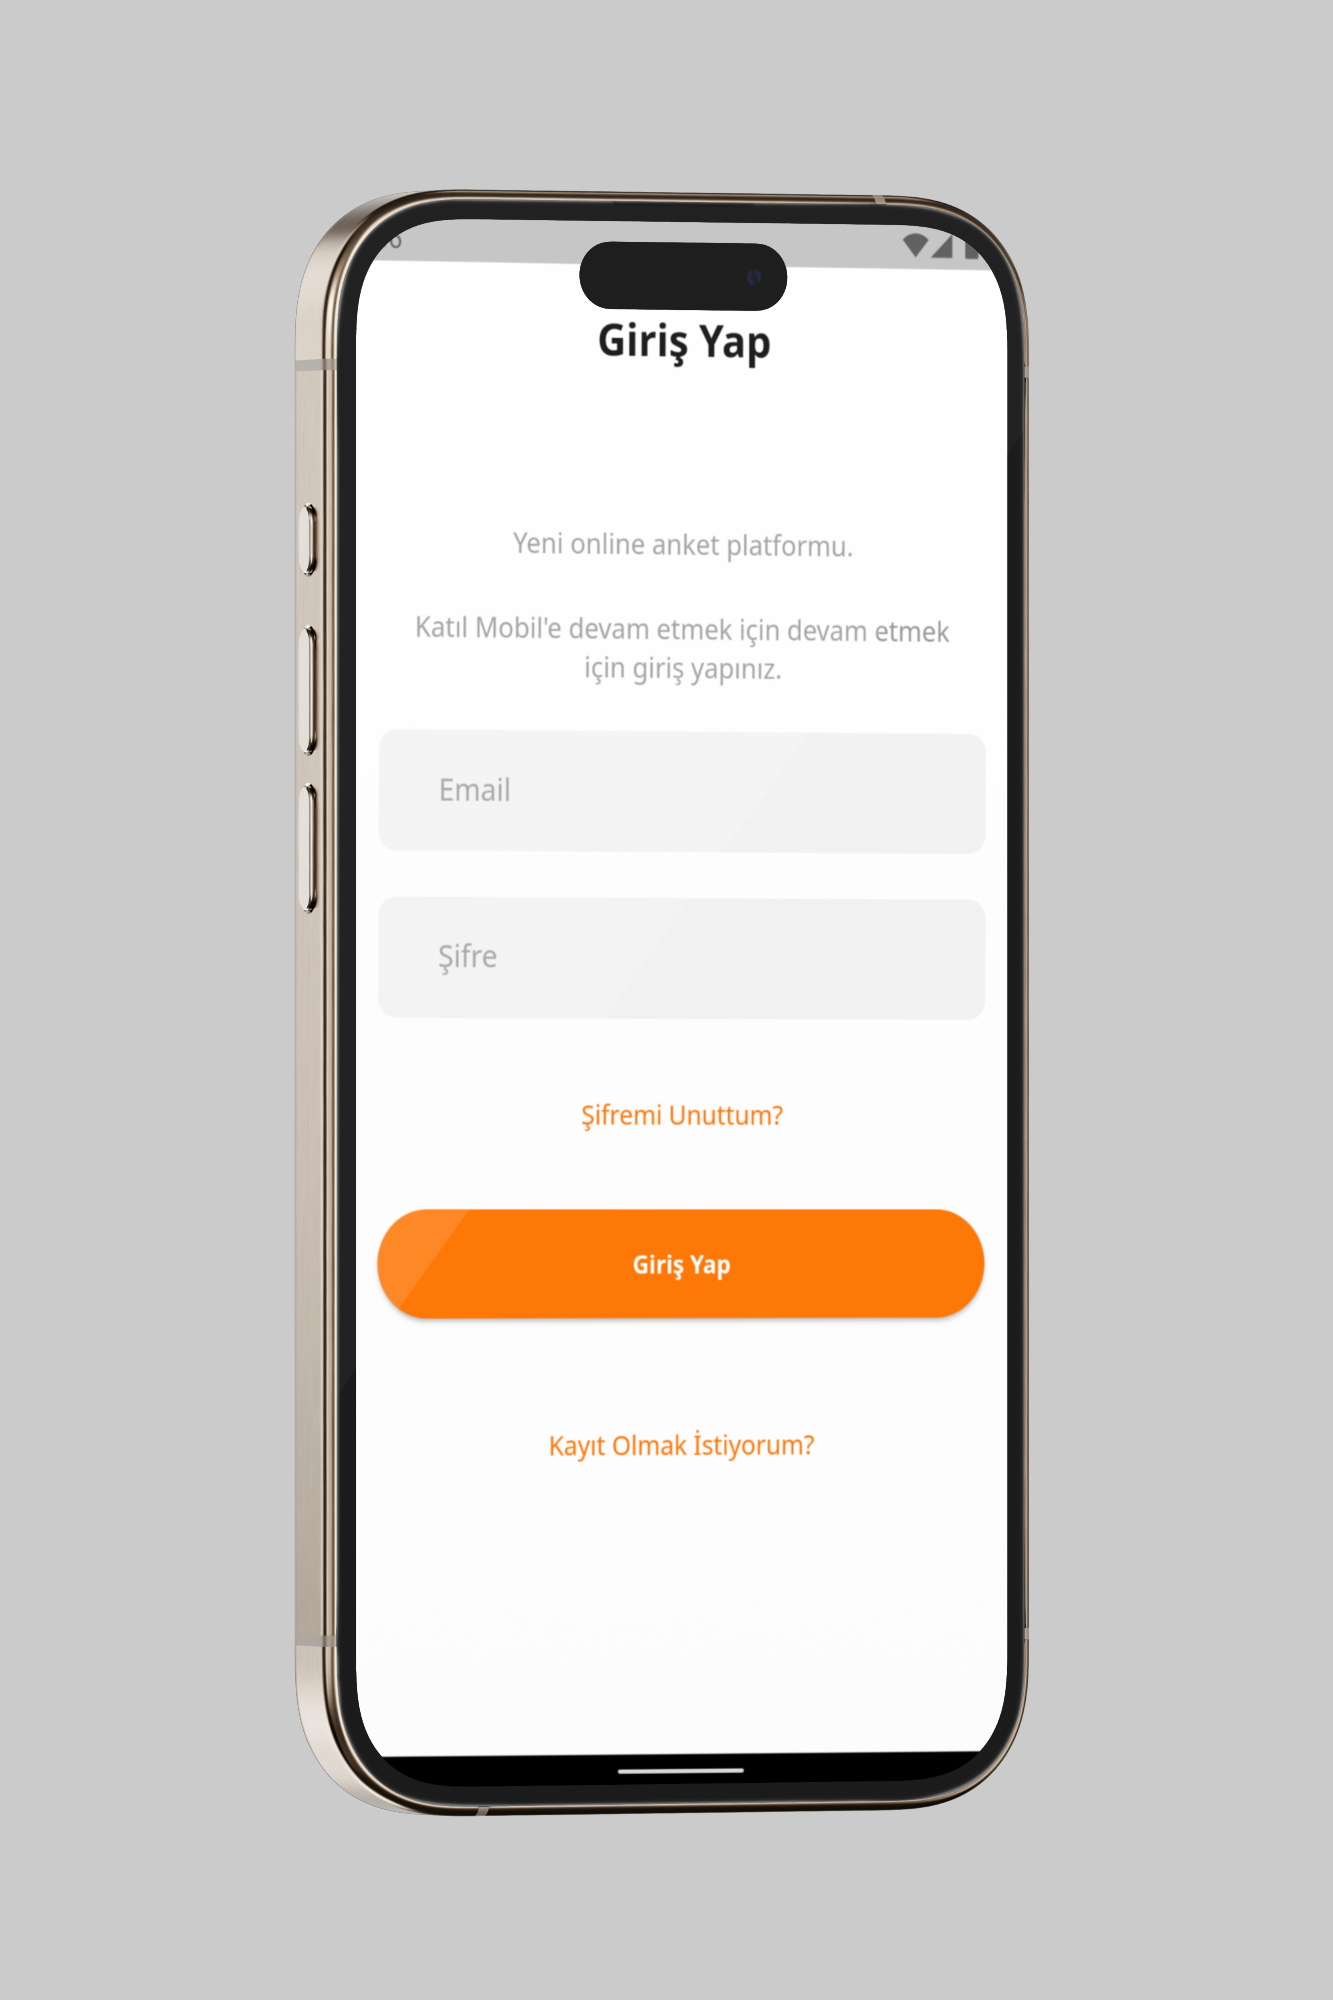 Giriş Yap
Yeni online anket platformu.
Katıl Mobil'e devam etmek için devam etmek
için giriş yapınız.
Email
Şifre
Şifremi Unuttum?
Giriş Yap
Kayıt Olmak İstiyorum?